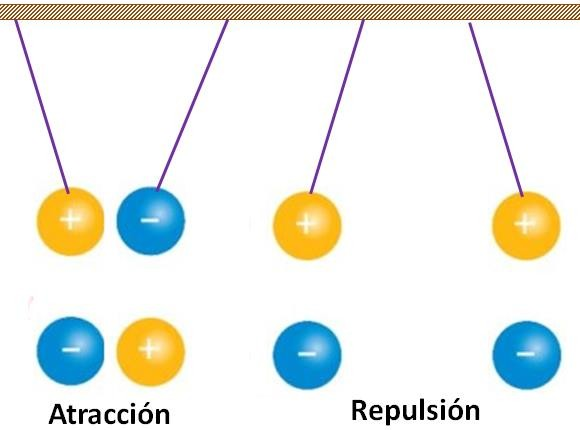 + - + +
- + - -
Atracción
Repulsión